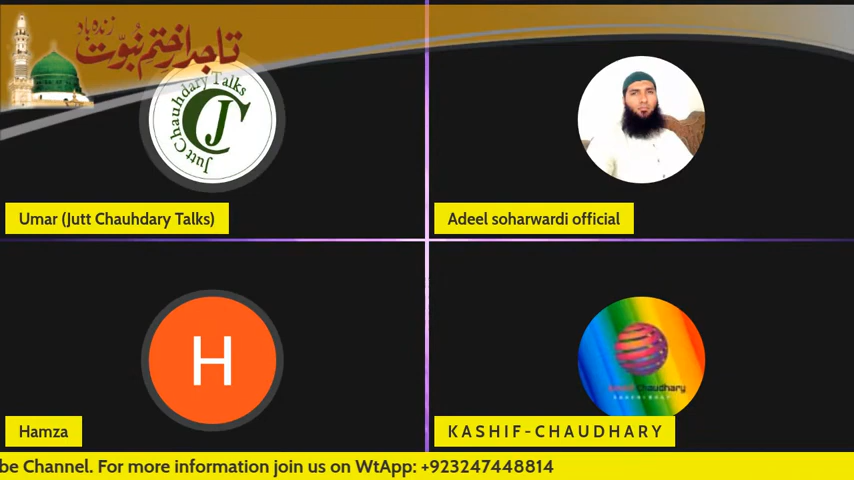 تاجدار ختم نبوت
زندہ باد
Jutt Chauhdary Talks
CJ
Umar (Jutt Chauhdary Talks)
Adeel soharwardi official
H
Hamza
Chaudhary
KASHIF-CHAUDHARY
be Channel. For more information join us on WtApp: +923247448814